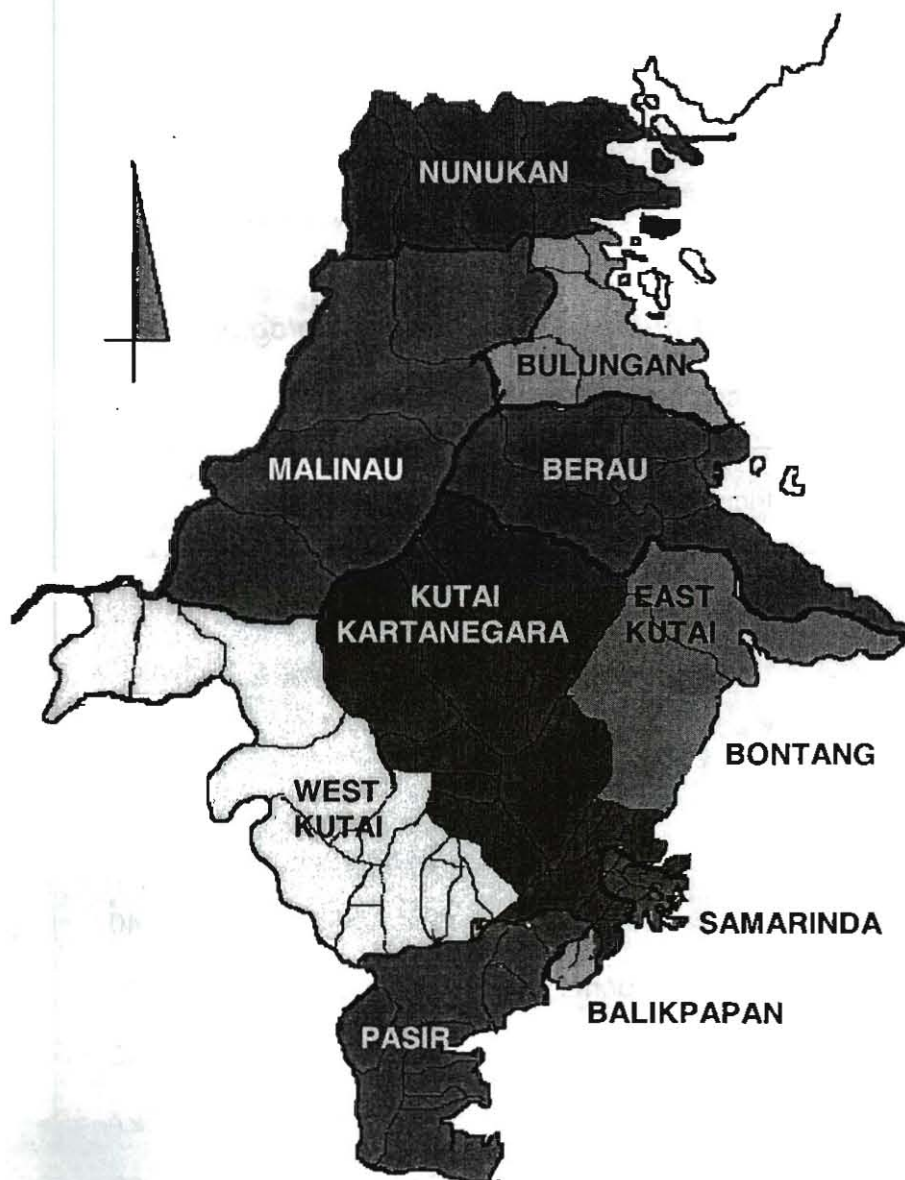 NUNUKAN
BULUNGAN
MALINAU
BERAU
KUTAI
KARTANEGARA
EAST
KUTAI
BONTANG
WEST
KUTAI
SAMARINDA
BALIKPAPAN
PASIR